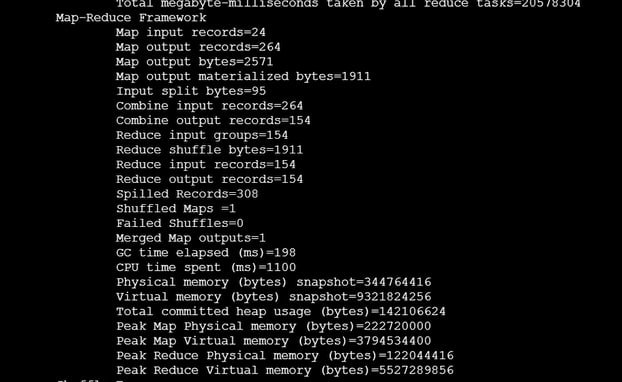 Total megabyte-milliseconds taken by all reduce tasks=20578304
Map-Reduce Framework
Map input records=24
Map output records=264
Map output bytes=2571
Map output materialized bytes=1911
Input split bytes=95
Combine input records=264
Combine output records=154
Reduce input groups=154
Reduce shuffle bytes=1911
Reduce input records=154
Reduce output records=154
Spilled Records=308
Shuffled Maps =1
Failed Shuffles=0
Merged Map outputs=1
GC time elapsed (ms)=198
CPU time spent (ms)=1100
Physical memory (bytes) snapshot=344764416
Virtual memory (bytes) snapshot=9321824256
Total committed heap usage (bytes)=142106624
Peak Map Physical memory (bytes)=222720000
Peak Map Virtual memory (bytes)=3794534400
Peak Reduce Physical memory (bytes)=122044416
Peak Reduce Virtual memory (bytes)=5527289856